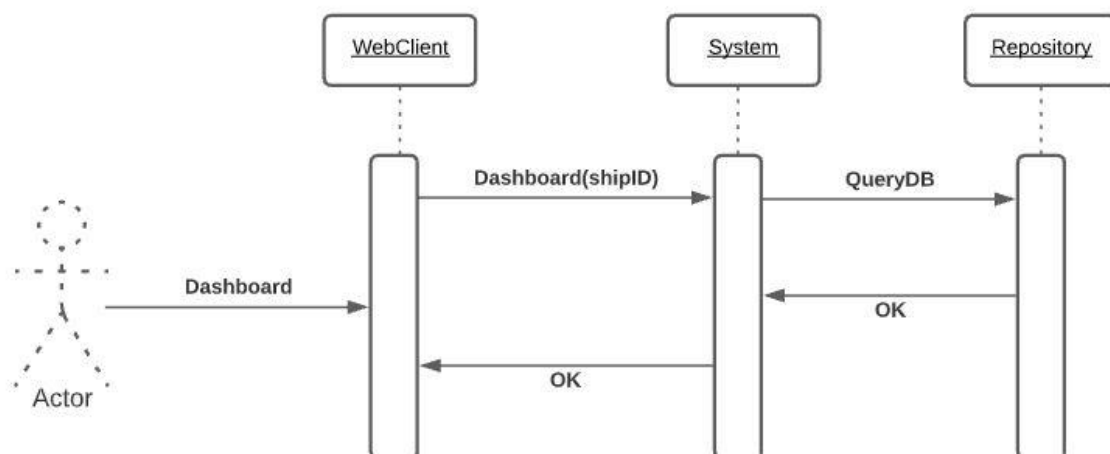 WebClient
System
Repository
Dashboard(shipID)
QueryDB
Dashboard
OK
OK
Actor